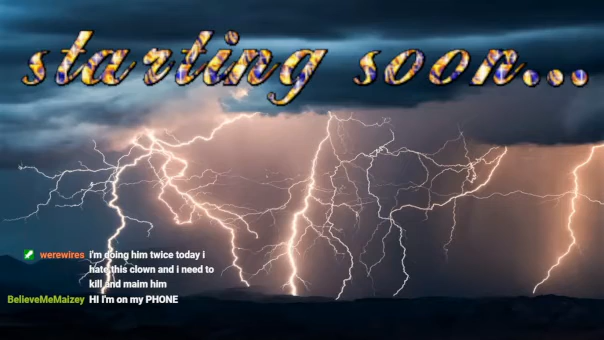 starting soon...
werewires I'm doing him twice today i
hate this clown and i need to
kill and maim him
BelieveMeMaizey HI I'm on my PHONE